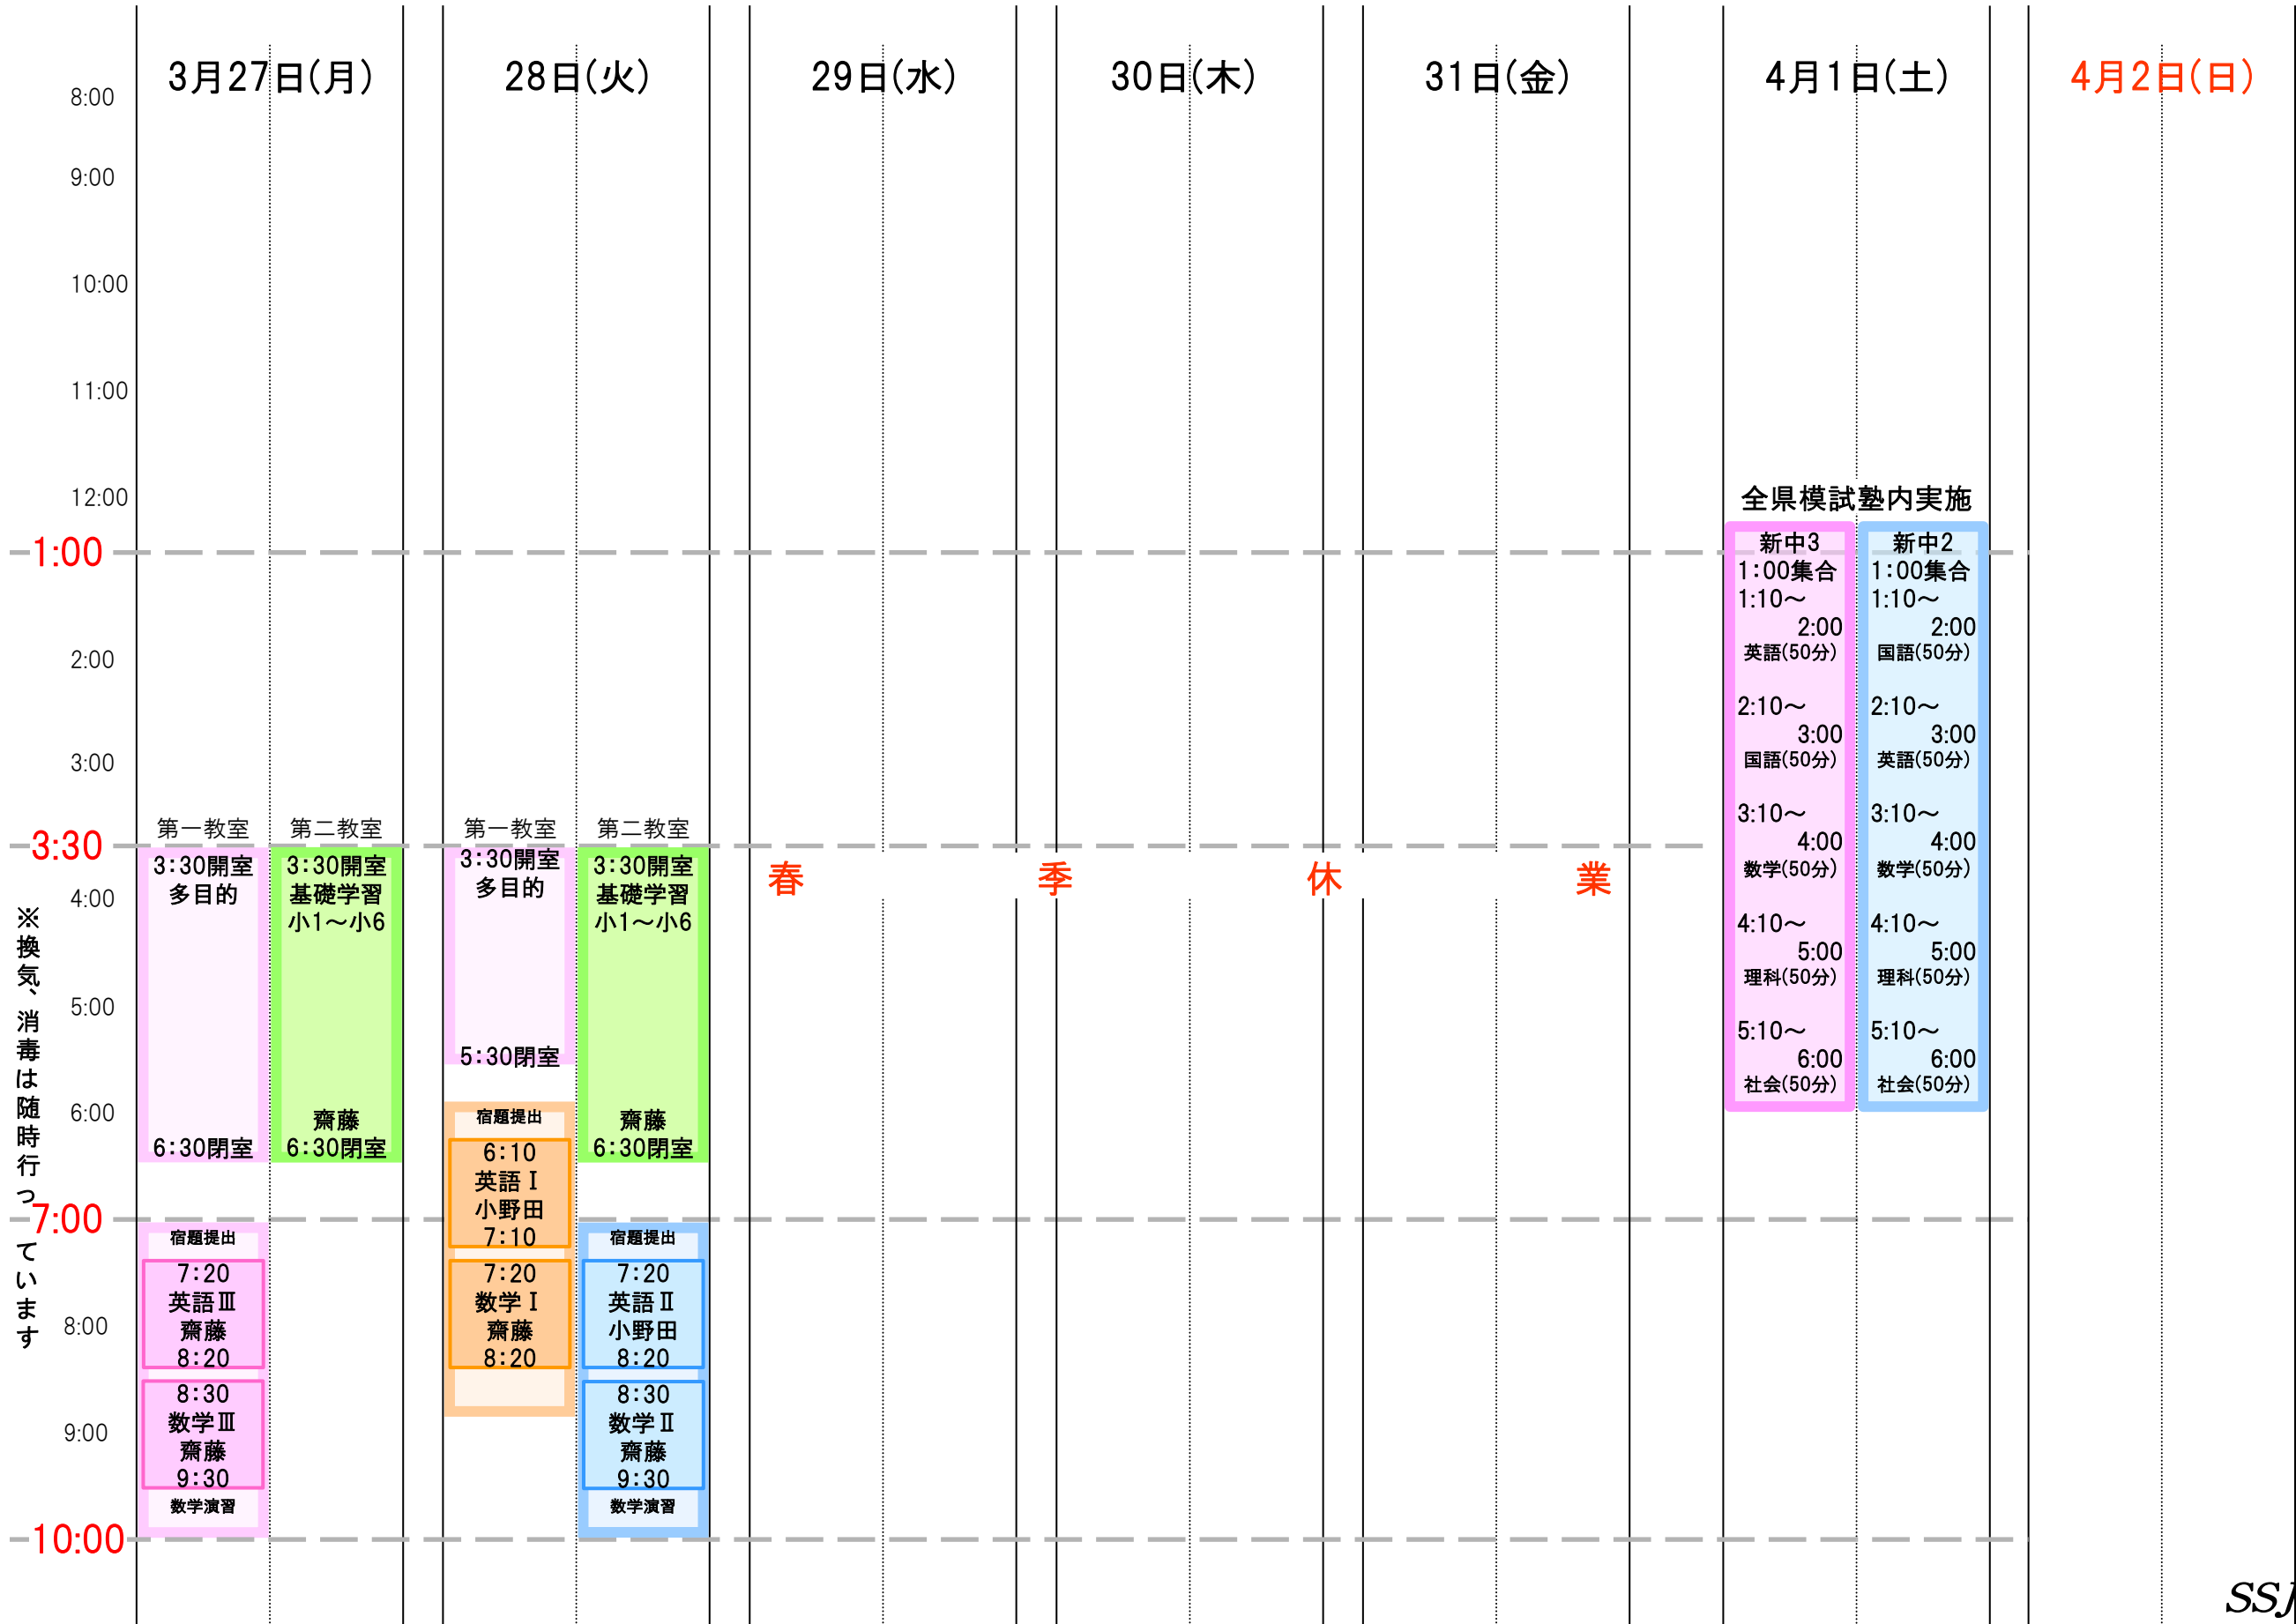 3月27日(月)
28日(火)
29日(水)
30日(木)
31日(金)
4月1日(土)
4月2日(日)
8:00
9:00
10:00
11:00
12:00
1:00
2:00
3:00
3:30
4:00
5:00
6:00
7:00
8:00
9:00
10:00
※換気、消毒は随時行っています
第一教室
3:30開室
多目的
6:30閉室
宿題提出
7:20
英語Ⅲ
齋藤
8:20
8:30
数学Ⅲ
齋藤
9:30
数学演習
第二教室
3:30開室
基礎学習
小1～小6
齋藤
6:30閉室
第一教室
3:30開室
多目的
5:30閉室
宿題提出
6:10
英語Ⅰ
小野田
7:10
7:20
数学Ⅰ
齋藤
8:20
第二教室
3:30開室
基礎学習
小1～小6
齋藤
6:30閉室
宿題提出
7:20
英語Ⅱ
小野田
8:20
8:30
数学Ⅱ
齋藤
9:30
数学演習
春季休業
全県模試塾内実施
新中3
1:00集合
1:10～
2:00
英語(50分)
2:10～
3:00
国語(50分)
3:10～
4:00
数学(50分)
4:10～
5:00
理科(50分)
5:10～
6:00
社会(50分)
新中2
1:00集合
1:10～
2:00
国語(50分)
2:10～
3:00
英語(50分)
3:10～
4:00
数学(50分)
4:10～
5:00
理科(50分)
5:10～
6:00
社会(50分)
SSJ